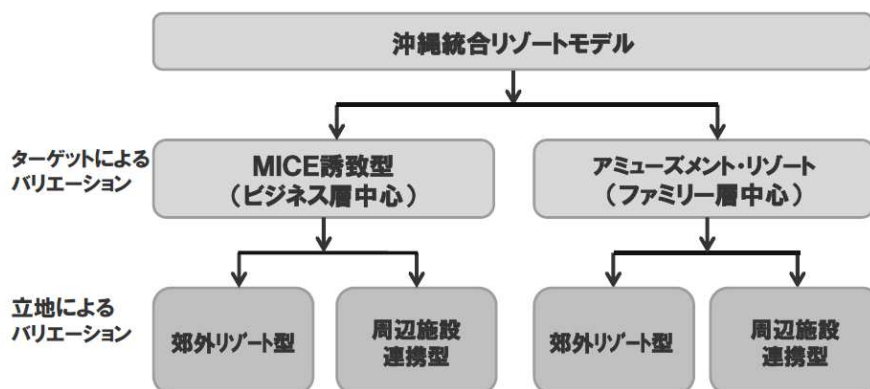 沖縄統合リゾートモデル
ターゲットによる
バリエーション
MICE誘致型
(ビジネス層中心)
アミューズメント・リゾート
(ファミリー層中心)
立地による
バリエーション
郊外リゾート型
周辺施設
連携型
郊外リゾート型
周辺施設
連携型